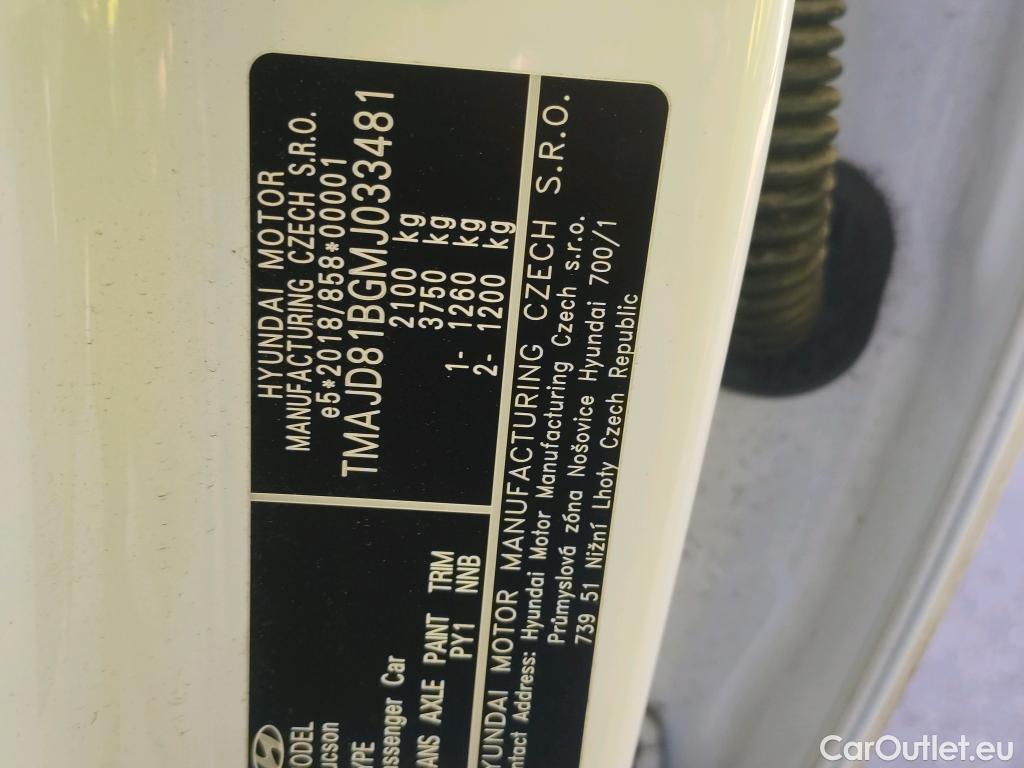 HYUNDAI MOTOR
MANUFACTURING CZECH S.R.O.
e5*2018/858*00001
TMAJD81BGMJ033481
2100 kg
3750 kg
1- 1260 kg
2- 1200 kg
ODEL
ucson
YPE
assenger Car
ANS AXLE PAINT TRIM
PY1 NNB
HYUNDAI MOTOR MANUFACTURING CZECH S.R.O.
ontact Address: Hyundai Motor Manufacturing Czech s.r.o.
Průmyslová zóna Nošovice Hyundai 700/1
739 51 Nižní Lhoty Czech Republic
CarOutlet.eu